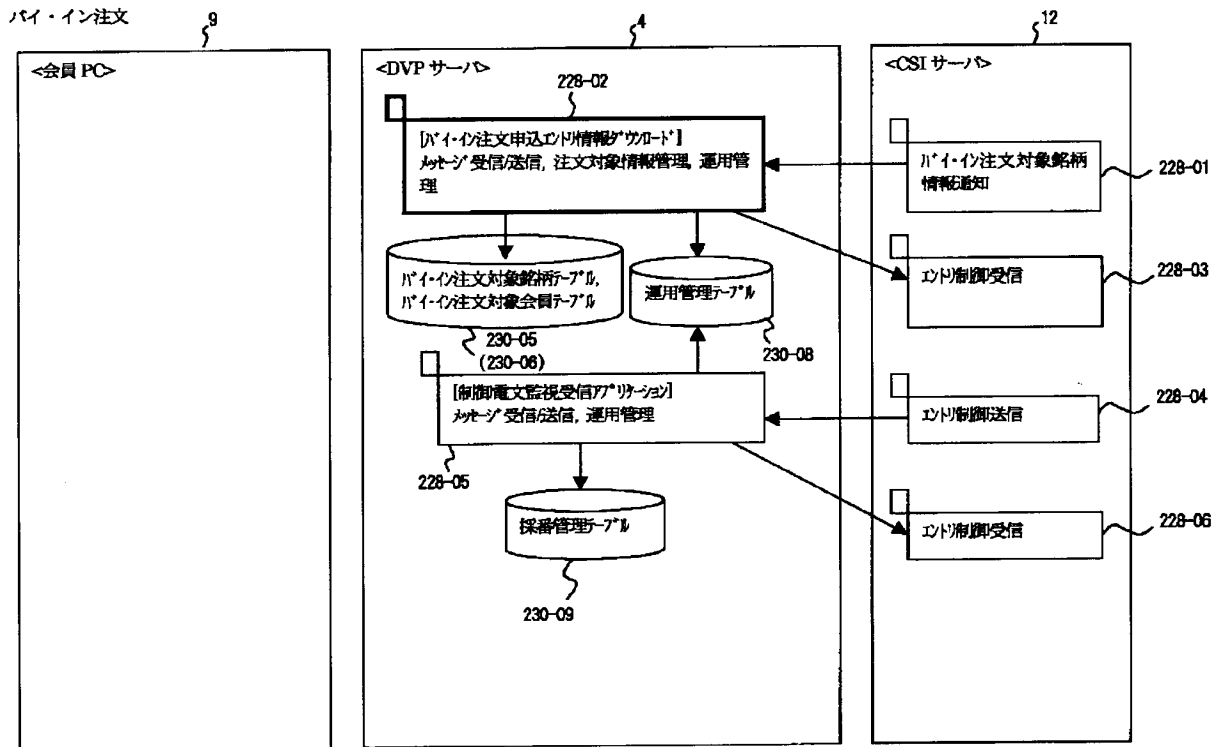 バイ・イン注文
9
4
12
<会員 PC>
<DVP サーバ>
<CSI サーバ>
228-02
[バイ・イン注文申込エントリ情報ダウンロード]
メッセージ受信/送信, 注文対象情報管理, 運用管
理
バイ・イン注文対象銘柄
情報通知
228-01
エントリ制御受信
228-03
バイ・イン注文対象銘柄テーブル,
バイ・イン注文対象会員テーブル
運用管理テーブル
230-05
(230-06)
230-08
[制御電文監視受信アプリケーション]
メッセージ受信/送信, 運用管理
エントリ制御送信
228-04
228-05
採番管理テーブル
エントリ制御受信
228-06
230-09